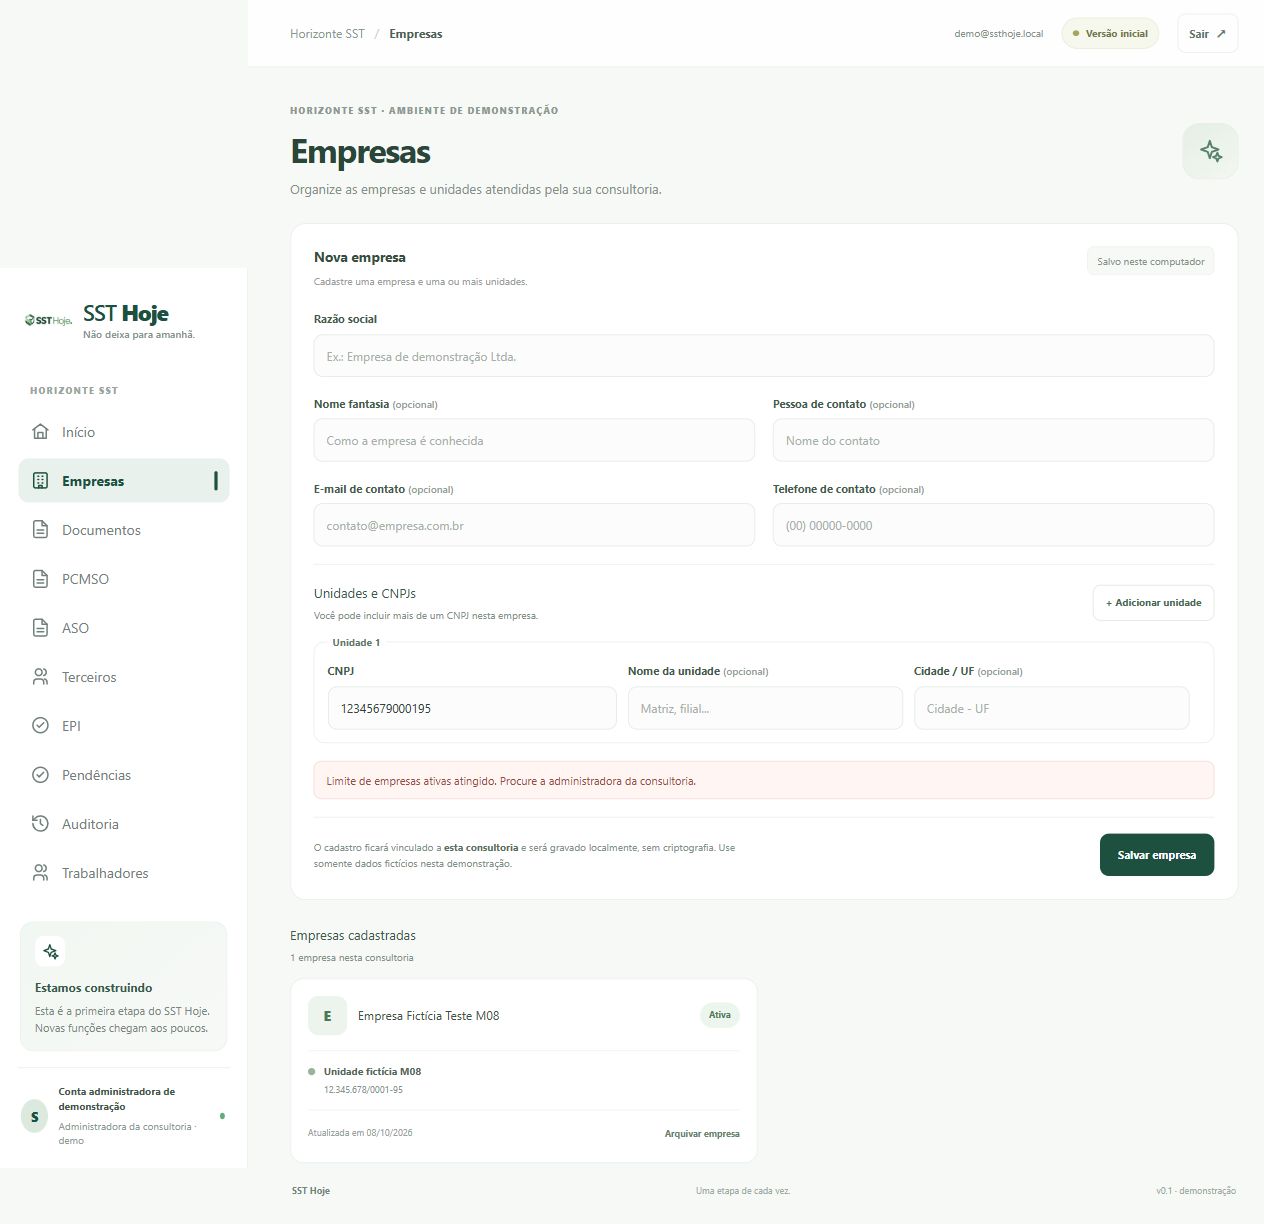 Horizonte SST / Empresas
demo@ssthoje.local
Versão inicial
Sair ↗
HORIZONTE SST · AMBIENTE DE DEMONSTRAÇÃO
Empresas
Organize as empresas e unidades atendidas pela sua consultoria.
SSTHoje.
SST Hoje
Não deixa para amanhã.
HORIZONTE SST
Início
Empresas
Documentos
PCMSO
ASO
Terceiros
EPI
Pendências
Auditoria
Trabalhadores
Estamos construindo
Esta é a primeira etapa do SST Hoje.
Novas funções chegam aos poucos.
S
Conta administradora de
demonstração
Administradora da consultoria ·
demo
Nova empresa
Salvo neste computador
Cadastre uma empresa e uma ou mais unidades.
Razão social
Ex.: Empresa de demonstração Ltda.
Nome fantasia (opcional)
Pessoa de contato (opcional)
Como a empresa é conhecida
Nome do contato
E-mail de contato (opcional)
Telefone de contato (opcional)
contato@empresa.com.br
(00) 00000-0000
Unidades e CNPJs
Você pode incluir mais de um CNPJ nesta empresa.
+ Adicionar unidade
Unidade 1
CNPJ
Nome da unidade (opcional)
Cidade / UF (opcional)
12345679000195
Matriz, filial...
Cidade - UF
Limite de empresas ativas atingido. Procure a administradora da consultoria.
O cadastro ficará vinculado a esta consultoria e será gravado localmente, sem criptografia. Use
somente dados fictícios nesta demonstração.
Salvar empresa
Empresas cadastradas
1 empresa nesta consultoria
E
Empresa Fictícia Teste M08
Ativa
Unidade fictícia M08
12.345.678/0001-95
Atualizada em 08/10/2026
Arquivar empresa
SST Hoje
Uma etapa de cada vez.
v0.1 · demonstração